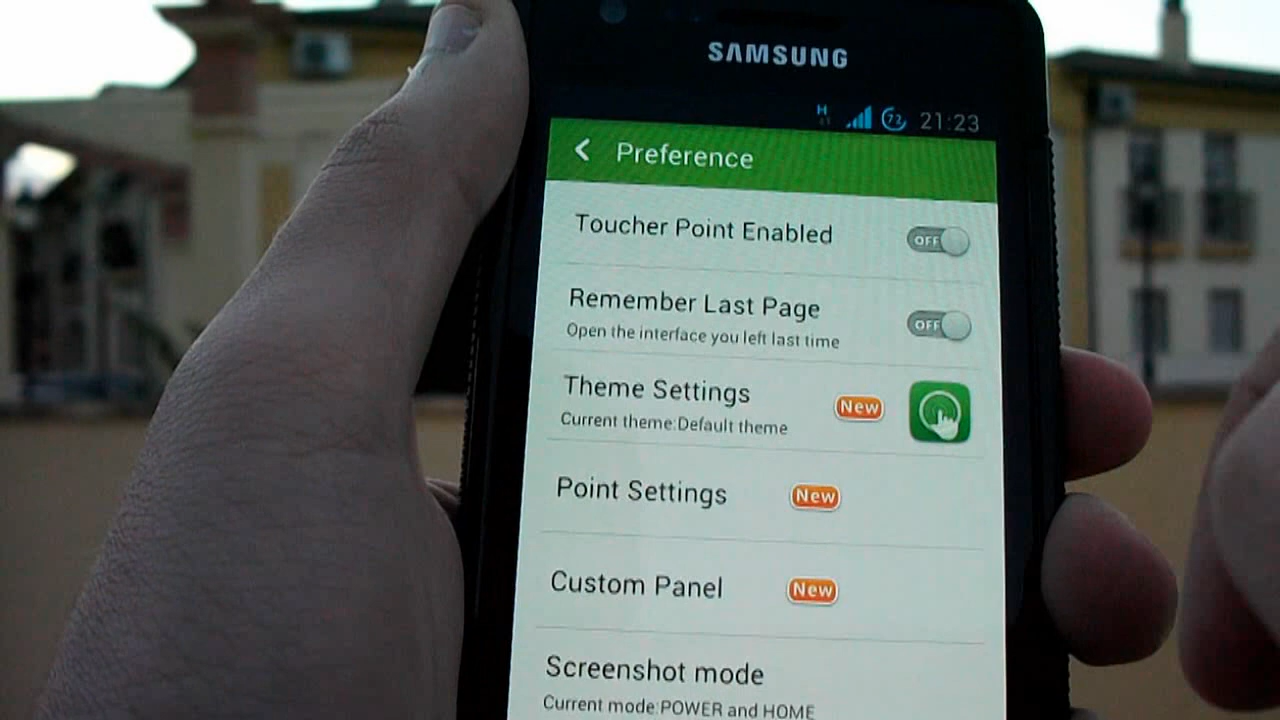 SAMSUNG
H 73 21:23
Preference
Toucher Point Enabled
OFF
Remember Last Page
Open the interface you left last time
OFF
Theme Settings
Current theme:Default theme
New
Point Settings
New
Custom Panel
New
Screenshot mode
Current mode:POWER and HOME